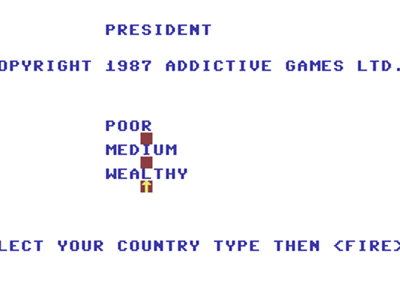 PRESIDENT
OPYRIGHT 1987 ADDICTIVE GAMES LTD.
POOR
MEDIUM
WEALTHY
LECT YOUR COUNTRY TYPE THEN <FIRE>